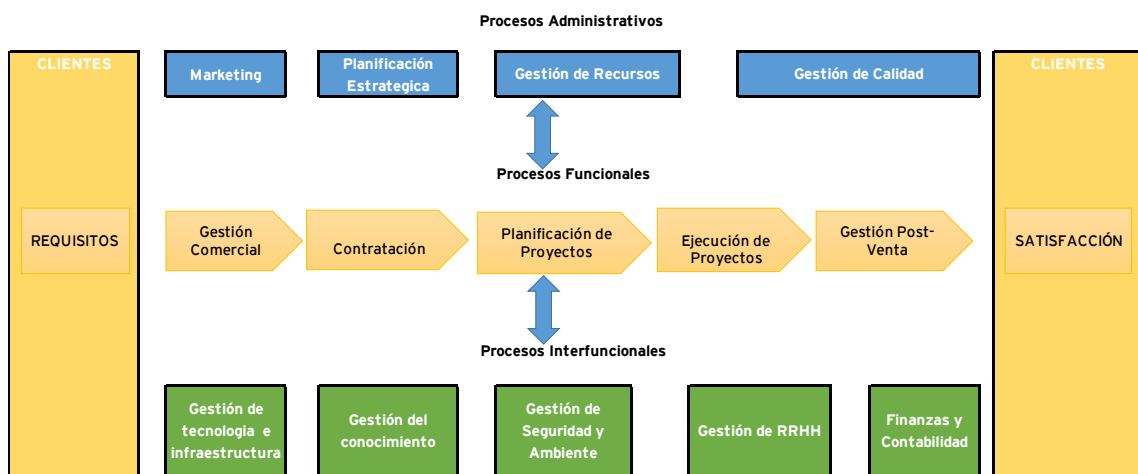 Procesos Administrativos
CLIENTES
Marketing
Planificación
Estrategica
Gestión de Recursos
Gestión de Calidad
CLIENTES
Procesos Funcionales
REQUISITOS
Gestión
Comercial
Contratación
Planificación de
Proyectos
Ejecución de
Proyectos
Gestión Post-
Venta
SATISFACCIÓN
Procesos Interfuncionales
Gestión de
tecnologia e
infraestructura
Gestión del
conocimiento
Gestión de
Seguridad y
Ambiente
Gestión de RRHH
Finanzas y
Contabilidad